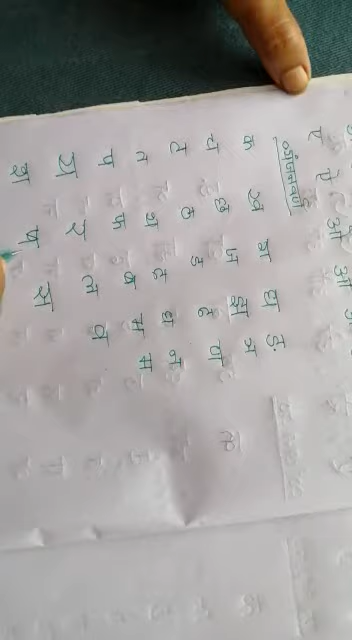 ए ऐ ओ औ
व्यंजनवर्ण
क ख ग घ ङ
च छ ज झ ञ
ट ठ ड ढ ण
त थ द ध न
प फ ब भ म
य र ल व
श ष स